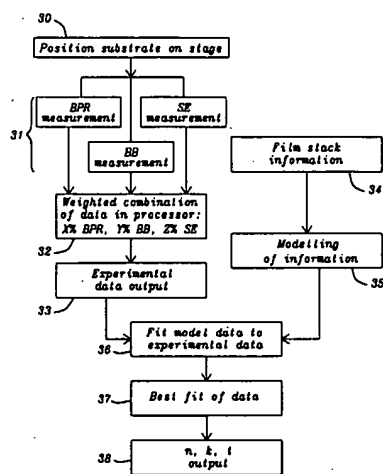 30
Position substrate on stage
31
BPR
measurement
SE
measurement
BB
measurement
Film stack
information
34
Weighted combination
of data in processor:
X% BPR, Y% BB, Z% SE
32
Experimental
data output
33
Modelling
of information
35
Fit model data to
experimental data
36
Best fit of data
37
n, k, t
output
38